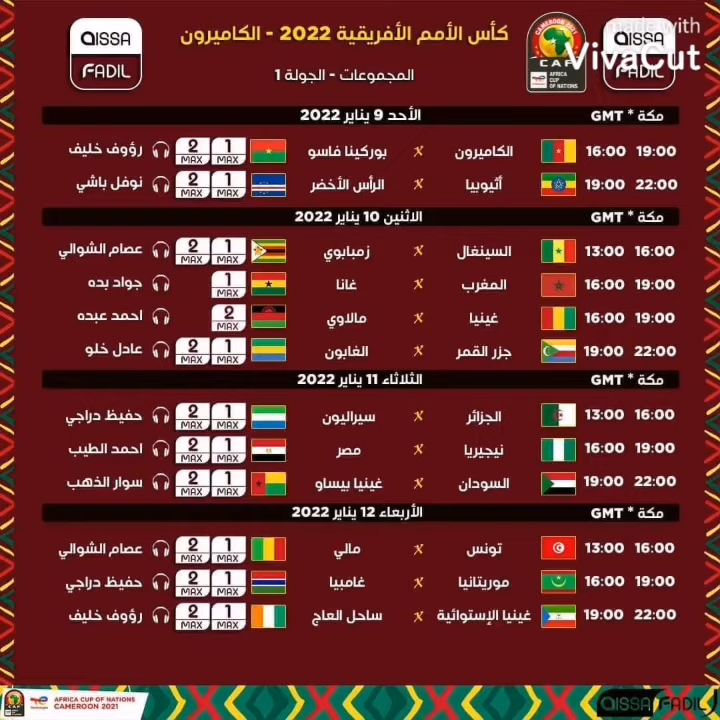 كأس الأمم الأفريقية 2022 - الكاميرون
المجموعات - الجولة 1
AISSA
FADIL
CAMEROON 2021
CAF
TotalEnergies
AFRICA
CUP
OF NATIONS
made with
VivaCut
AISSA
FADIL
الأحد 9 يناير 2022 GMT * مكة
19:00 16:00 الكاميرون x بوركينا فاسو 1 MAX 2 MAX رؤوف خليف
22:00 19:00 أثيوبيا x الرأس الأخضر 1 MAX 2 MAX نوفل باشي
الاثنين 10 يناير 2022 GMT * مكة
16:00 13:00 السينغال x زمبابوي 1 MAX 2 MAX عصام الشوالي
19:00 16:00 المغرب x غانا 1 MAX جواد بده
19:00 16:00 غينيا x مالاوي 2 MAX احمد عبده
22:00 19:00 جزر القمر x الغابون 1 MAX 2 MAX عادل خلو
الثلاثاء 11 يناير 2022 GMT * مكة
16:00 13:00 الجزائر x سيراليون 1 MAX 2 MAX حفيظ دراجي
19:00 16:00 نيجيريا x مصر 1 MAX 2 MAX احمد الطيب
22:00 19:00 السودان x غينيا بيساو 1 MAX 2 MAX سوار الذهب
الأربعاء 12 يناير 2022 GMT * مكة
16:00 13:00 تونس x مالي 1 MAX 2 MAX عصام الشوالي
19:00 16:00 موريتانيا x غامبيا 1 MAX 2 MAX حفيظ دراجي
22:00 19:00 غينيا الإستوائية x ساحل العاج 1 MAX 2 MAX رؤوف خليف
AFRICA CUP OF NATIONS
CAMEROON 2021
AISSA FADIL